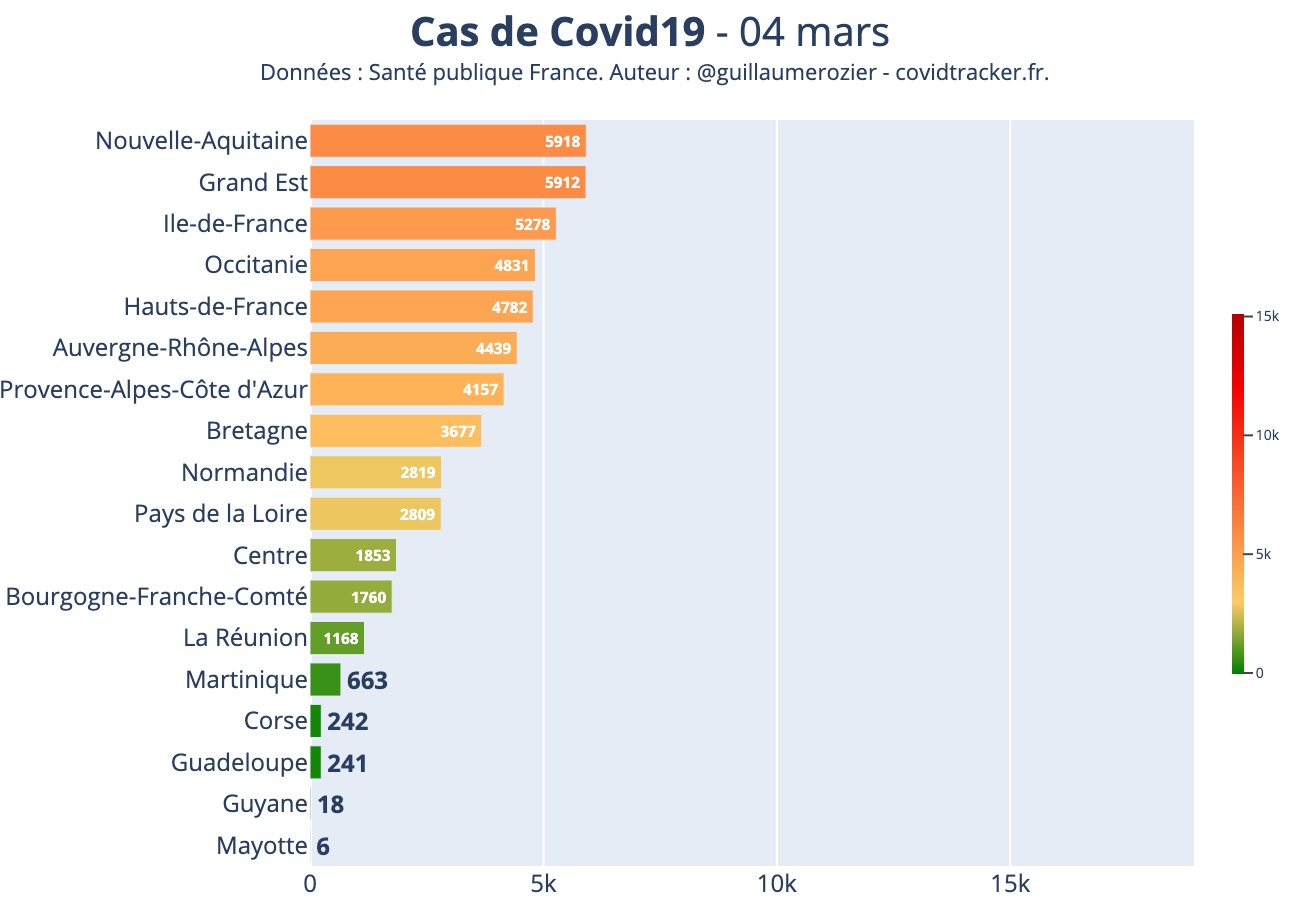 Cas de Covid19 - 04 mars
Données : Santé publique France. Auteur : @guillaumerozier - covidtracker.fr.
Nouvelle-Aquitaine 5918
Grand Est 5912
Ile-de-France 5278
Occitanie 4831
Hauts-de-France 4782
Auvergne-Rhône-Alpes 4439
Provence-Alpes-Côte d'Azur 4157
Bretagne 3677
Normandie 2819
Pays de la Loire 2809
Centre 1853
Bourgogne-Franche-Comté 1760
La Réunion 1168
Martinique 663
Corse 242
Guadeloupe 241
Guyane 18
Mayotte 6
0 5k 10k 15k
15k
10k
5k
0